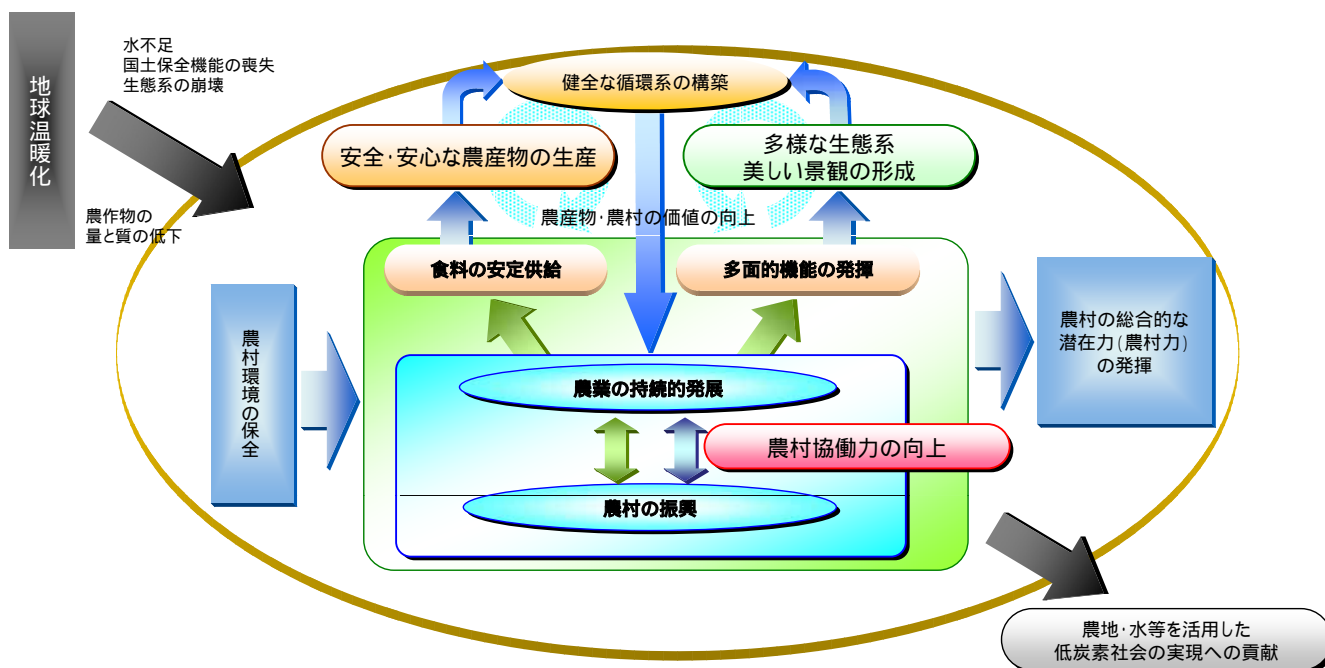 地球温暖化
水不足
国土保全機能の喪失
生態系の崩壊
農作物の
量と質の低下
健全な循環系の構築
安全・安心な農産物の生産
多様な生態系
美しい景観の形成
農産物・農村の価値の向上
食料の安定供給
多面的機能の発揮
農村環境の保全
農村の総合的な
潜在力(農村力)
の発揮
農業の持続的発展
農村協働力の向上
農村の振興
農地・水等を活用した
低炭素社会の実現への貢献